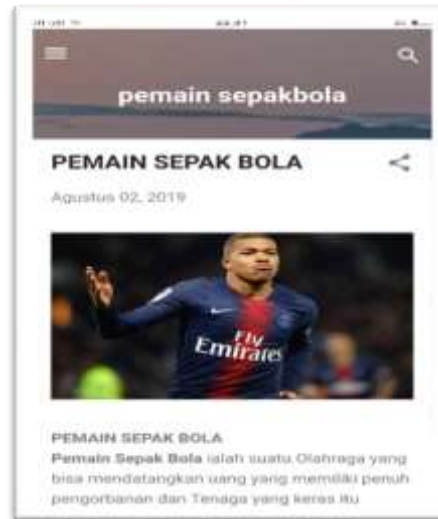 pemain sepakbola
PEMAIN SEPAK BOLA
Agustus 02, 2019
Fly
Emirates
PEMAIN SEPAK BOLA
Pemain Sepak Bola ialah suatu Olahraga yang
bisa mendatangkan uang yang memiliki penuh
pengorbanan dan Tenaga yang keras itu